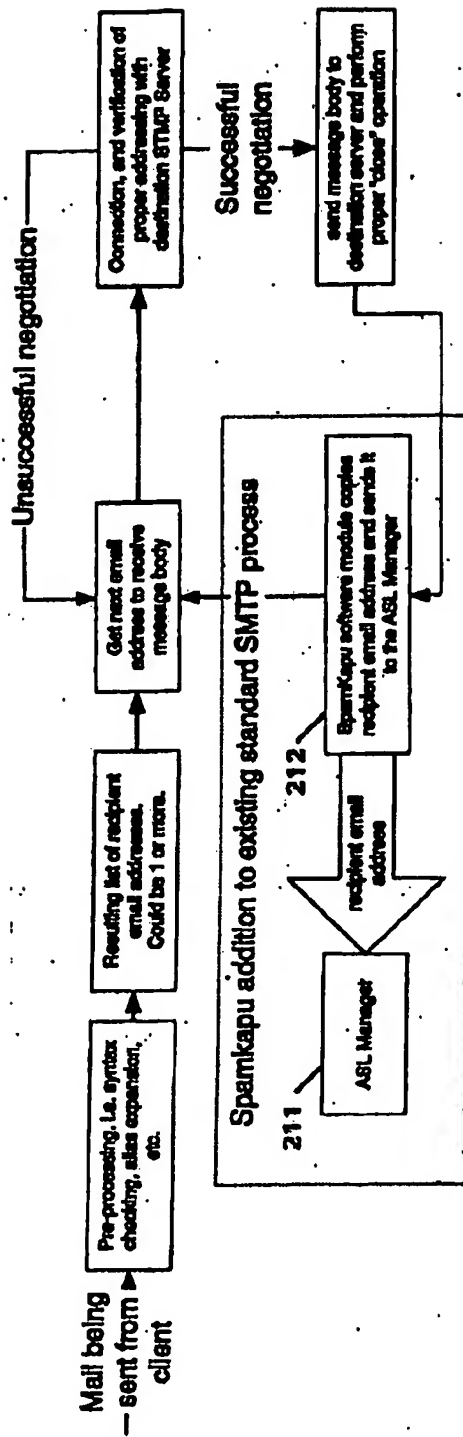 Mail being
sent from
client
Pre-processing, i.e. syntax
checking, alias expansion,
etc.
Resulting list of recipient
email addresses.
Could be 1 or more.
Get next email
address to receive
message body
Unsuccessful negotiation
Connection, and verification of
proper addressing with
destination STMP Server
Successful
negotiation
send message body to
destination server and perform
proper "close" operation
Spamkapu addition to existing standard SMTP process
212
SpamKapu software module copies
recipient email address and sends it
to the ASL Manager
recipient email
address
211
ASL Manager